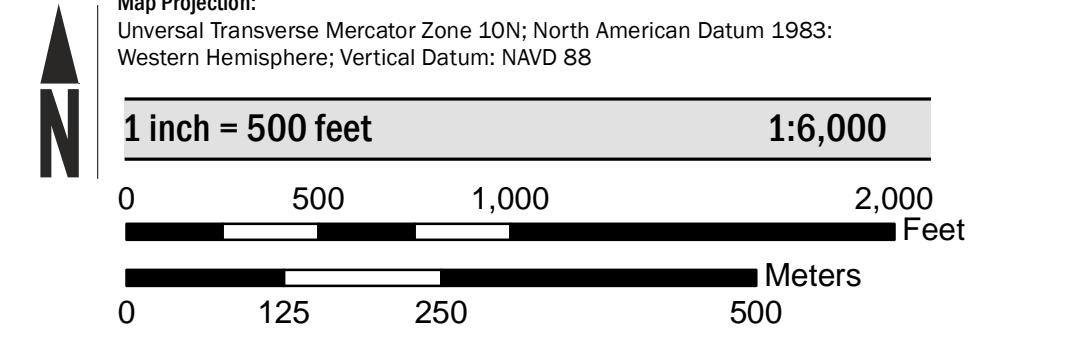 Map Projection:
Unversal Transverse Mercator Zone 10N; North American Datum 1983:
Western Hemisphere; Vertical Datum: NAVD 88
N
1 inch = 500 feet 1:6,000
0 500 1,000 2,000
Feet
Meters
0 125 250 500